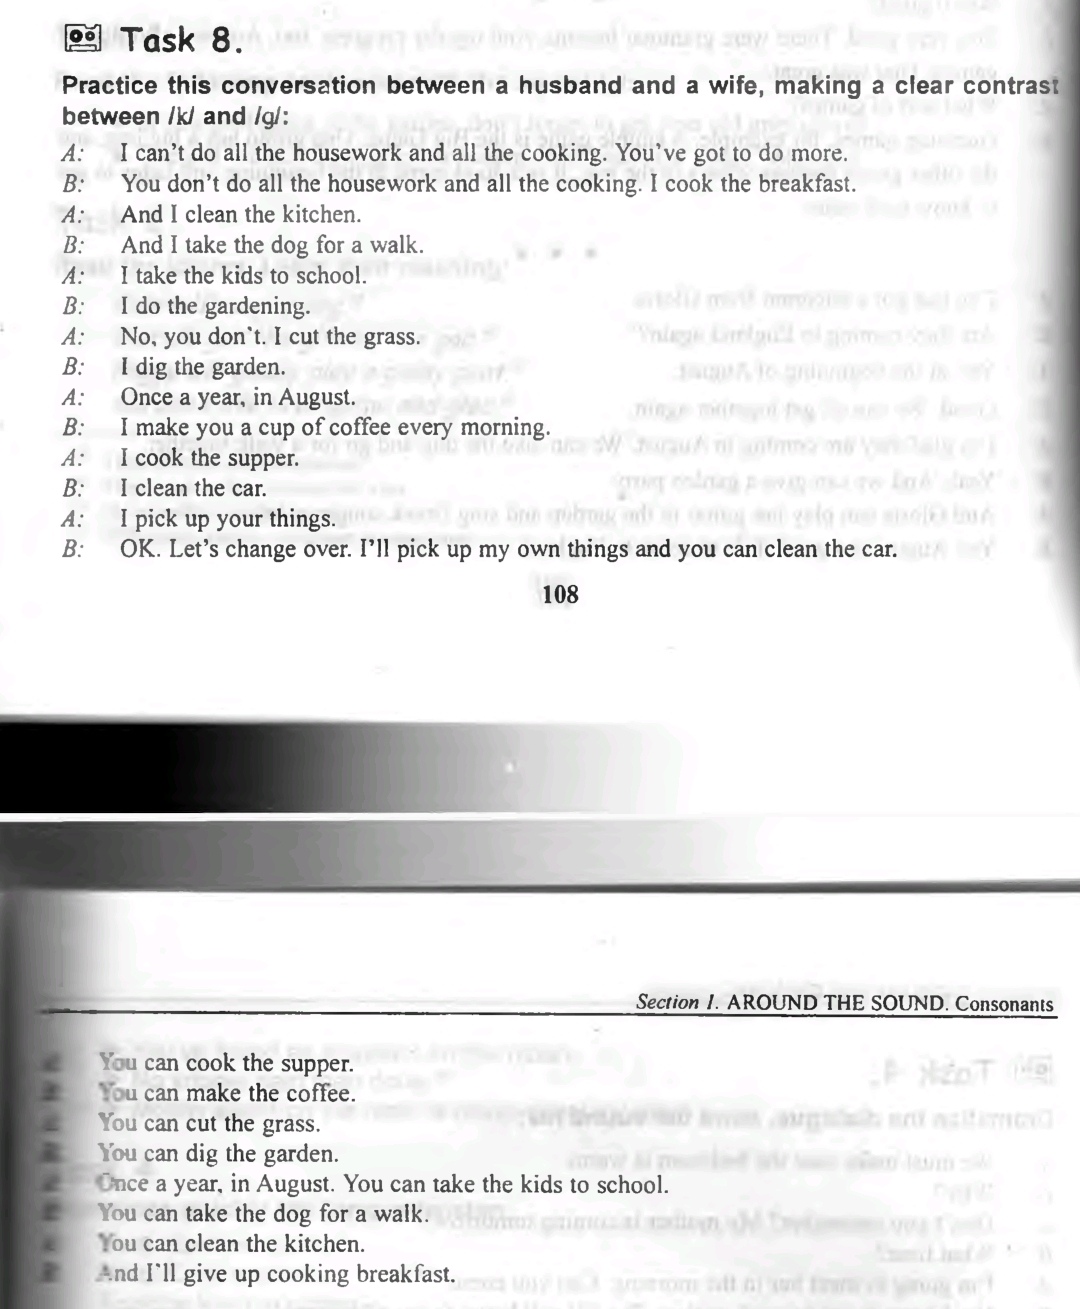 Task 8.
Practice this conversation between a husband and a wife, making a clear contrast
between /k/ and /g/:
A: I can't do all the housework and all the cooking. You've got to do more.
B: You don't do all the housework and all the cooking. I cook the breakfast.
A: And I clean the kitchen.
B: And I take the dog for a walk.
A: I take the kids to school.
B: I do the gardening.
A: No, you don't. I cut the grass.
B: I dig the garden.
A: Once a year, in August.
B: I make you a cup of coffee every morning.
A: I cook the supper.
B: I clean the car.
A: I pick up your things.
B: OK. Let's change over. I'll pick up my own things and you can clean the car.
108
Section I. AROUND THE SOUND. Consonants
You can cook the supper.
You can make the coffee.
You can cut the grass.
You can dig the garden.
Once a year, in August. You can take the kids to school.
You can take the dog for a walk.
You can clean the kitchen.
And I'll give up cooking breakfast.